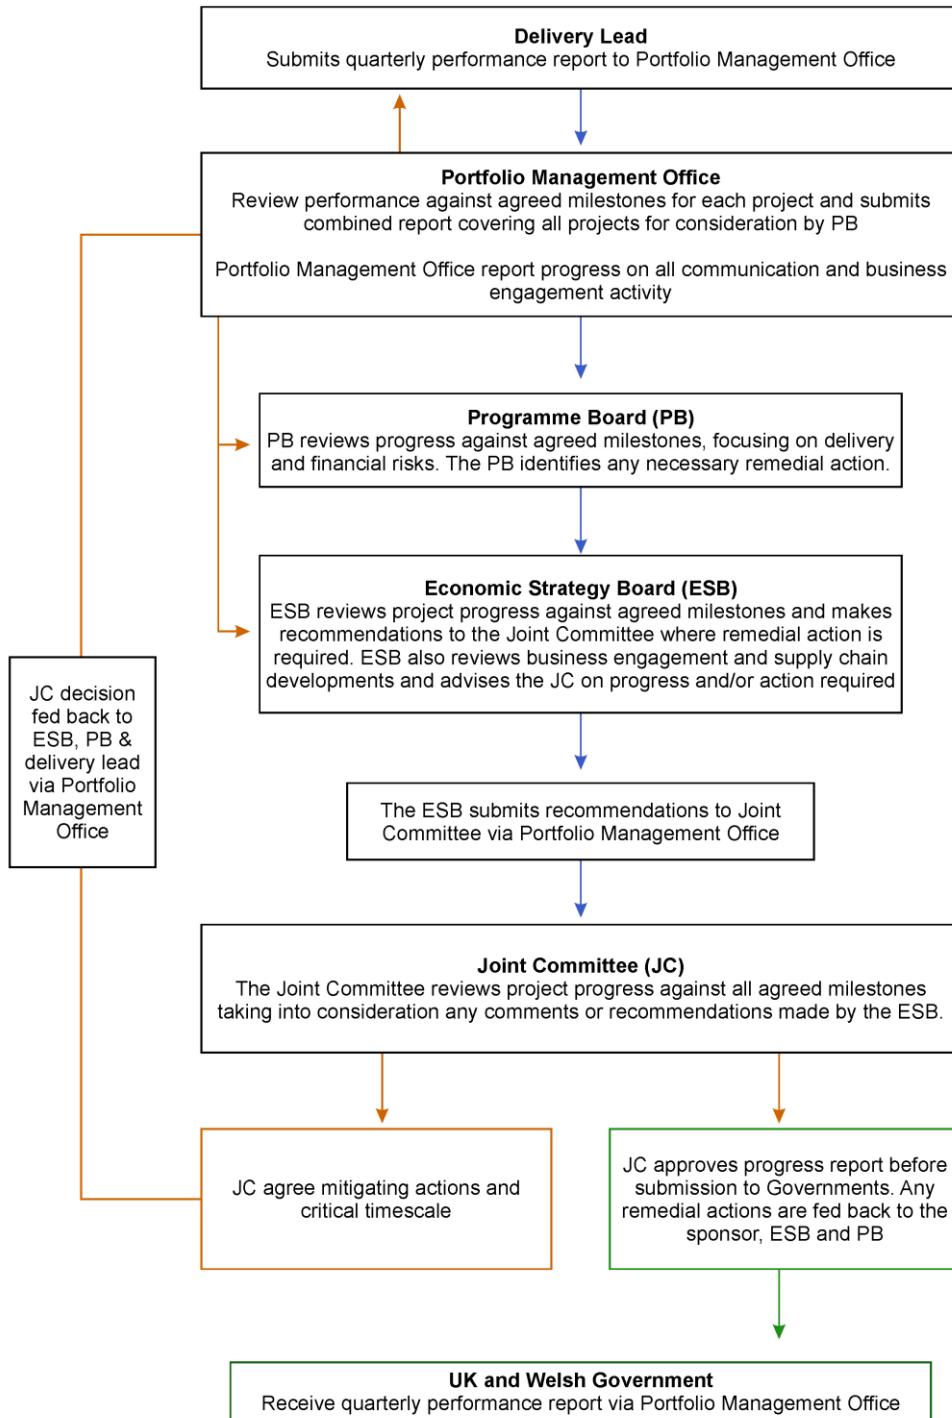 Delivery Lead
Submits quarterly performance report to Portfolio Management Office
Portfolio Management Office
Review performance against agreed milestones for each project and submits
combined report covering all projects for consideration by PB
Portfolio Management Office report progress on all communication and business
engagement activity
Programme Board (PB)
PB reviews progress against agreed milestones, focusing on delivery
and financial risks. The PB identifies any necessary remedial action.
Economic Strategy Board (ESB)
ESB reviews project progress against agreed milestones and makes
recommendations to the Joint Committee where remedial action is
required. ESB also reviews business engagement and supply chain
developments and advises the JC on progress and/or action required
JC decision
fed back to
ESB, PB &
delivery lead
via Portfolio
Management
Office
The ESB submits recommendations to Joint
Committee via Portfolio Management Office
Joint Committee (JC)
The Joint Committee reviews project progress against all agreed milestones
taking into consideration any comments or recommendations made by the ESB.
JC agree mitigating actions and
critical timescale
JC approves progress report before
submission to Governments. Any
remedial actions are fed back to the
sponsor, ESB and PB
UK and Welsh Government
Receive quarterly performance report via Portfolio Management Office